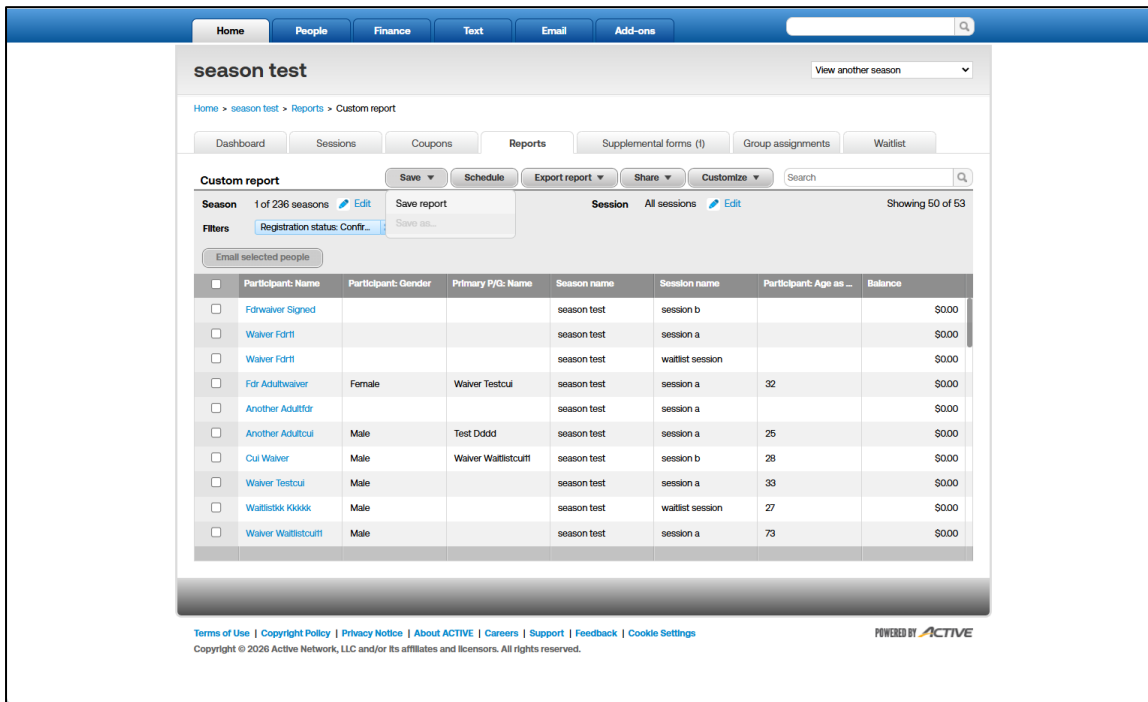 Home People Finance Text Email Add-ons
season test View another season
Home > season test > Reports > Custom report
Dashboard Sessions Coupons Reports Supplemental forms (1) Group assignments Waitlist
Custom report Save Schedule Export report Share Customize Search
Season 1 of 236 seasons Edit Save report Session All sessions Edit Showing 50 of 53
Filters Registration status: Confir... Save as...
Email selected people
Participant: Name Participant: Gender Primary P/G: Name Season name Session name Participant: Age as ... Balance
Fdrwaiver Signed season test session b $0.00
Waiver Fdr11 season test session a $0.00
Waiver Fdr11 season test waitlist session $0.00
Fdr Adultwaiver Female Waiver Testcui season test session a 32 $0.00
Another Adultfdr season test session a $0.00
Another Adultcui Male Test Dddd season test session a 25 $0.00
Cui Waiver Male Waiver Waitlistcui11 season test session b 28 $0.00
Waiver Testcui Male season test session a 33 $0.00
Waitlistkk Kkkkk Male season test waitlist session 27 $0.00
Waiver Waitlistcui11 Male season test session a 73 $0.00
Terms of Use | Copyright Policy | Privacy Notice | About ACTIVE | Careers | Support | Feedback | Cookie Settings POWERED BY ACTIVE
Copyright © 2026 Active Network, LLC and/or its affiliates and licensors. All rights reserved.